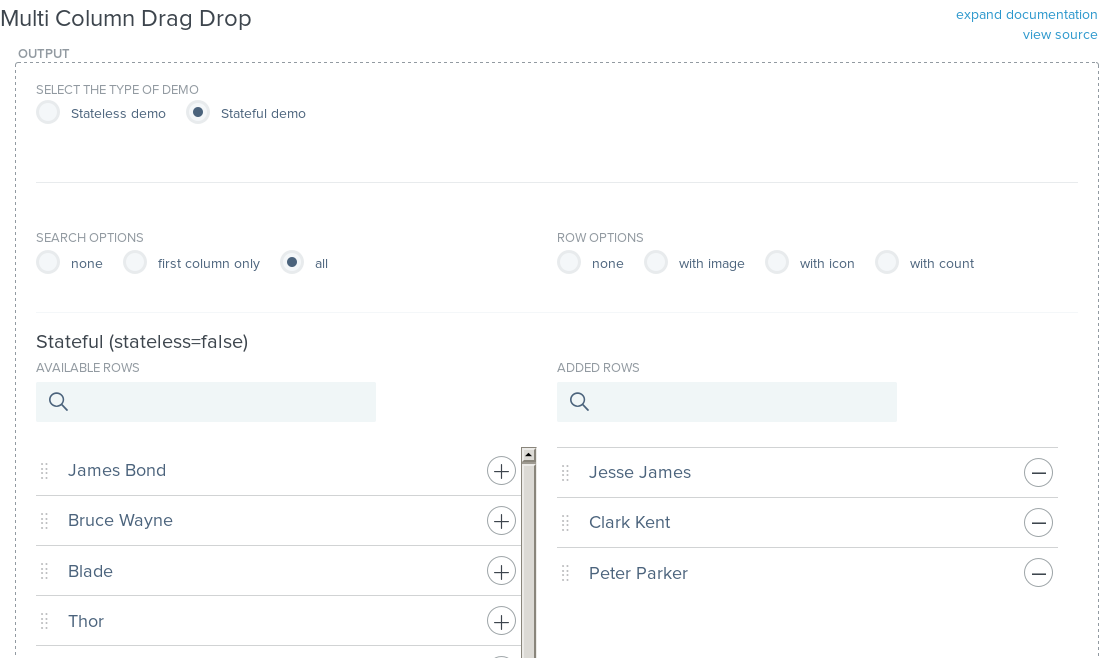 Multi Column Drag Drop
expand documentation
view source
OUTPUT
SELECT THE TYPE OF DEMO
Stateless demo
Stateful demo
SEARCH OPTIONS
none
first column only
all
ROW OPTIONS
none
with image
with icon
with count
Stateful (stateless=false)
AVAILABLE ROWS
James Bond
Bruce Wayne
Blade
Thor
ADDED ROWS
Jesse James
Clark Kent
Peter Parker